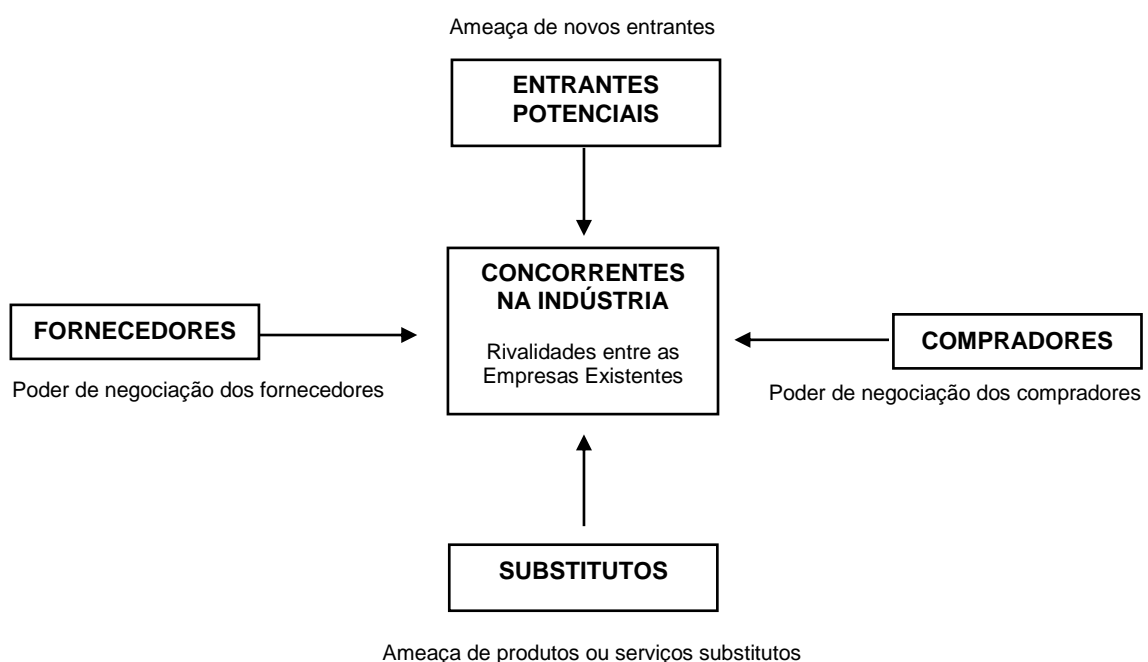 Ameaça de novos entrantes
ENTRANTES
POTENCIAIS
CONCORRENTES
NA INDÚSTRIA
Rivalidades entre as
Empresas Existentes
FORNECEDORES
Poder de negociação dos fornecedores
COMPRADORES
Poder de negociação dos compradores
SUBSTITUTOS
Ameaça de produtos ou serviços substitutos